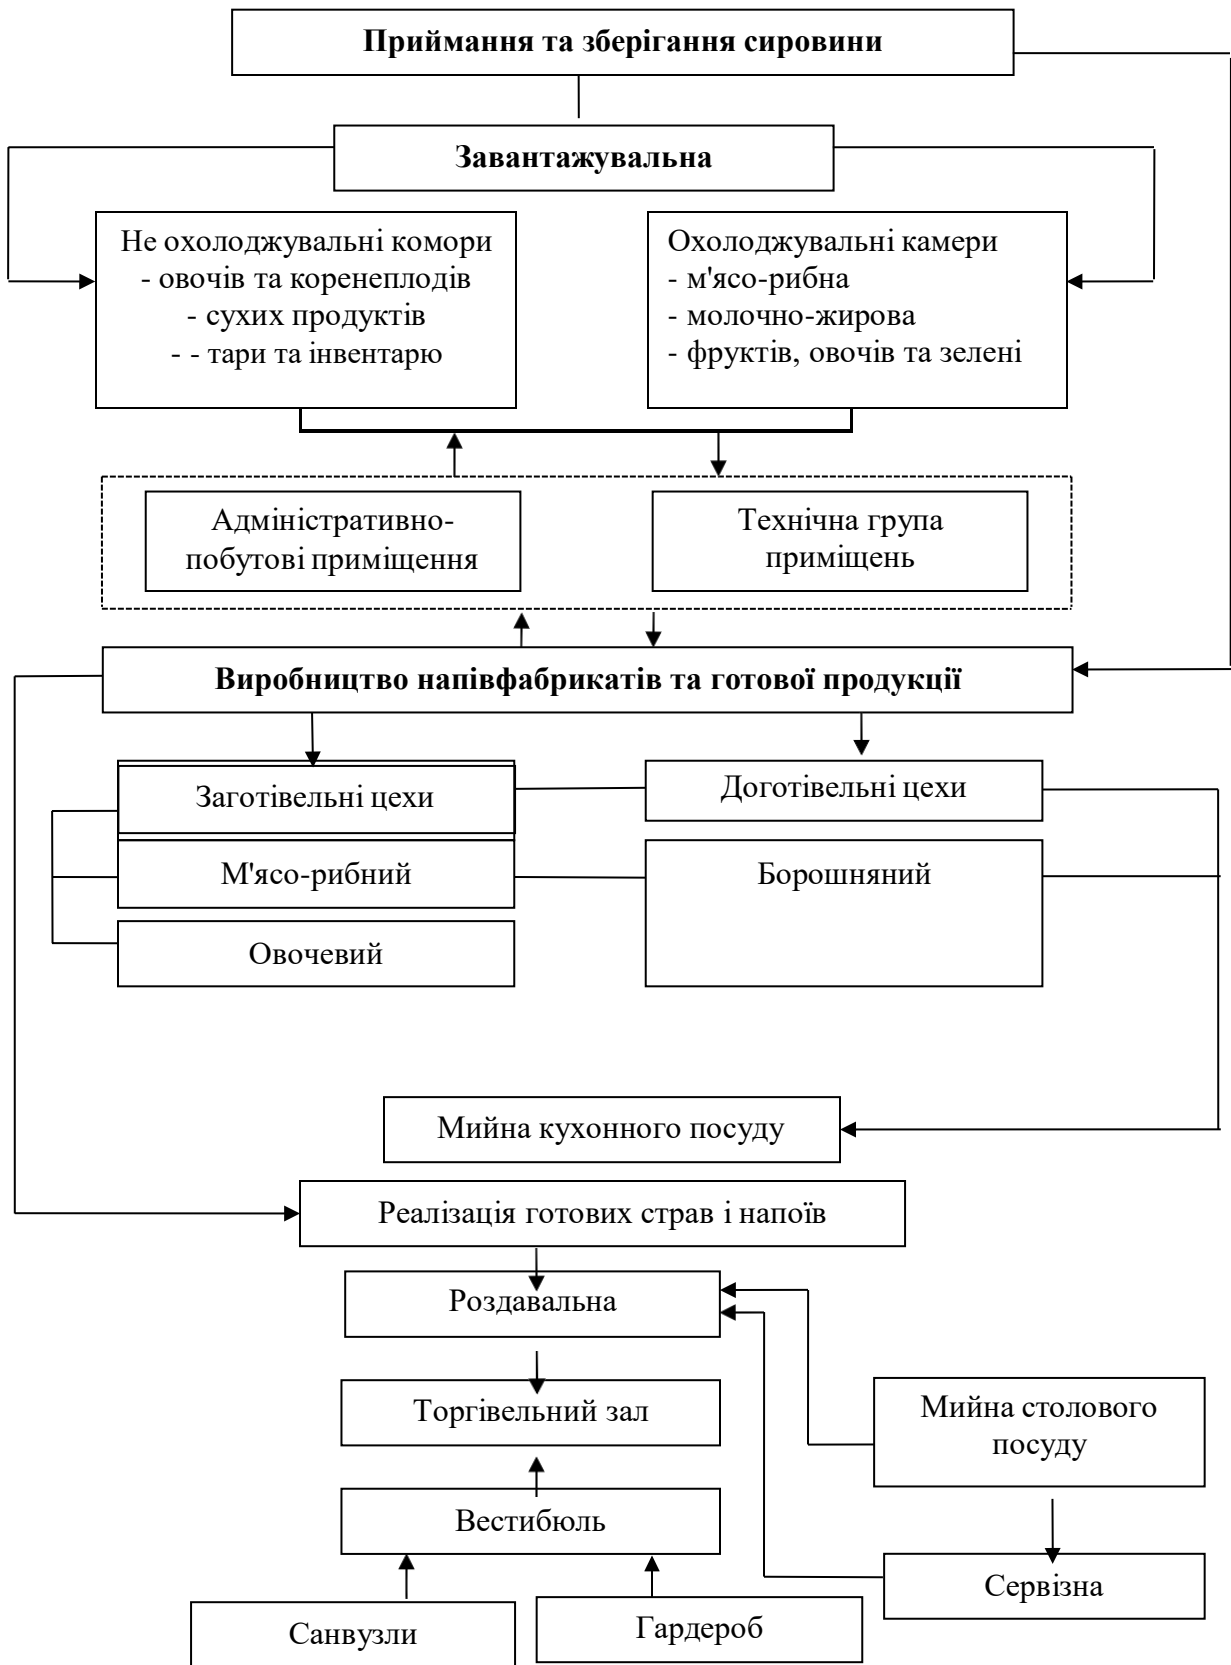 Приймання та зберігання сировини
Завантажувальна
Не охолоджувальні комори
- овочів та коренеплодів
- сухих продуктів
- - тари та інвентарю
Охолоджувальні камери
- м'ясо-рибна
- молочно-жирова
- фруктів, овочів та зелені
Адміністративно-
побутові приміщення
Технічна група
приміщень
Виробництво напівфабрикатів та готової продукції
Заготівельні цехи
Доготівельні цехи
М'ясо-рибний
Борошняний
Овочевий
Мийна кухонного посуду
Реалізація готових страв і напоїв
Роздавальна
Торгівельний зал
Мийна столового
посуду
Вестибюль
Сервізна
Санвузли
Гардероб